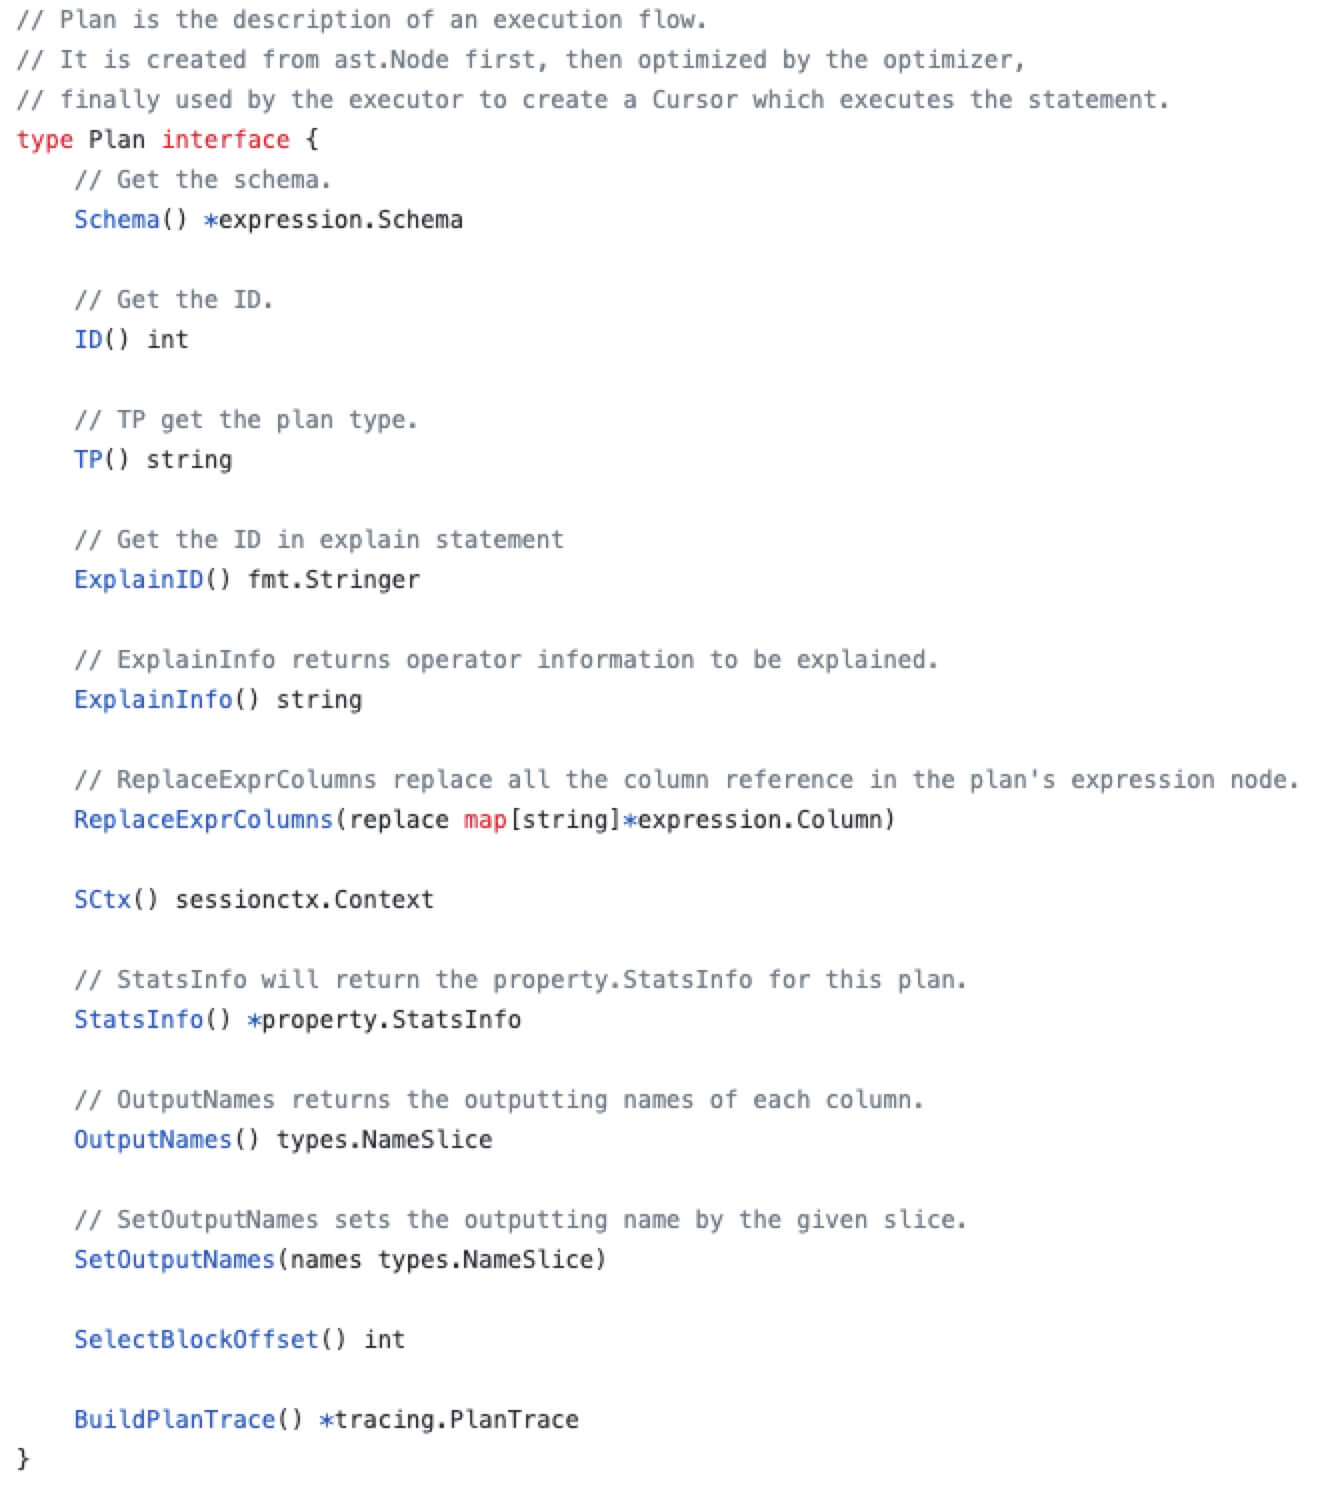 // Plan is the description of an execution flow.
// It is created from ast.Node first, then optimized by the optimizer,
// finally used by the executor to create a Cursor which executes the statement.
type Plan interface {
    // Get the schema.
    Schema() *expression.Schema

    // Get the ID.
    ID() int

    // TP get the plan type.
    TP() string

    // Get the ID in explain statement
    ExplainID() fmt.Stringer

    // ExplainInfo returns operator information to be explained.
    ExplainInfo() string

    // ReplaceExprColumns replace all the column reference in the plan's expression node.
    ReplaceExprColumns(replace map[string]*expression.Column)

    SCtx() sessionctx.Context

    // StatsInfo will return the property.StatsInfo for this plan.
    StatsInfo() *property.StatsInfo

    // OutputNames returns the outputting names of each column.
    OutputNames() types.NameSlice

    // SetOutputNames sets the outputting name by the given slice.
    SetOutputNames(names types.NameSlice)

    SelectBlockOffset() int

    BuildPlanTrace() *tracing.PlanTrace
}